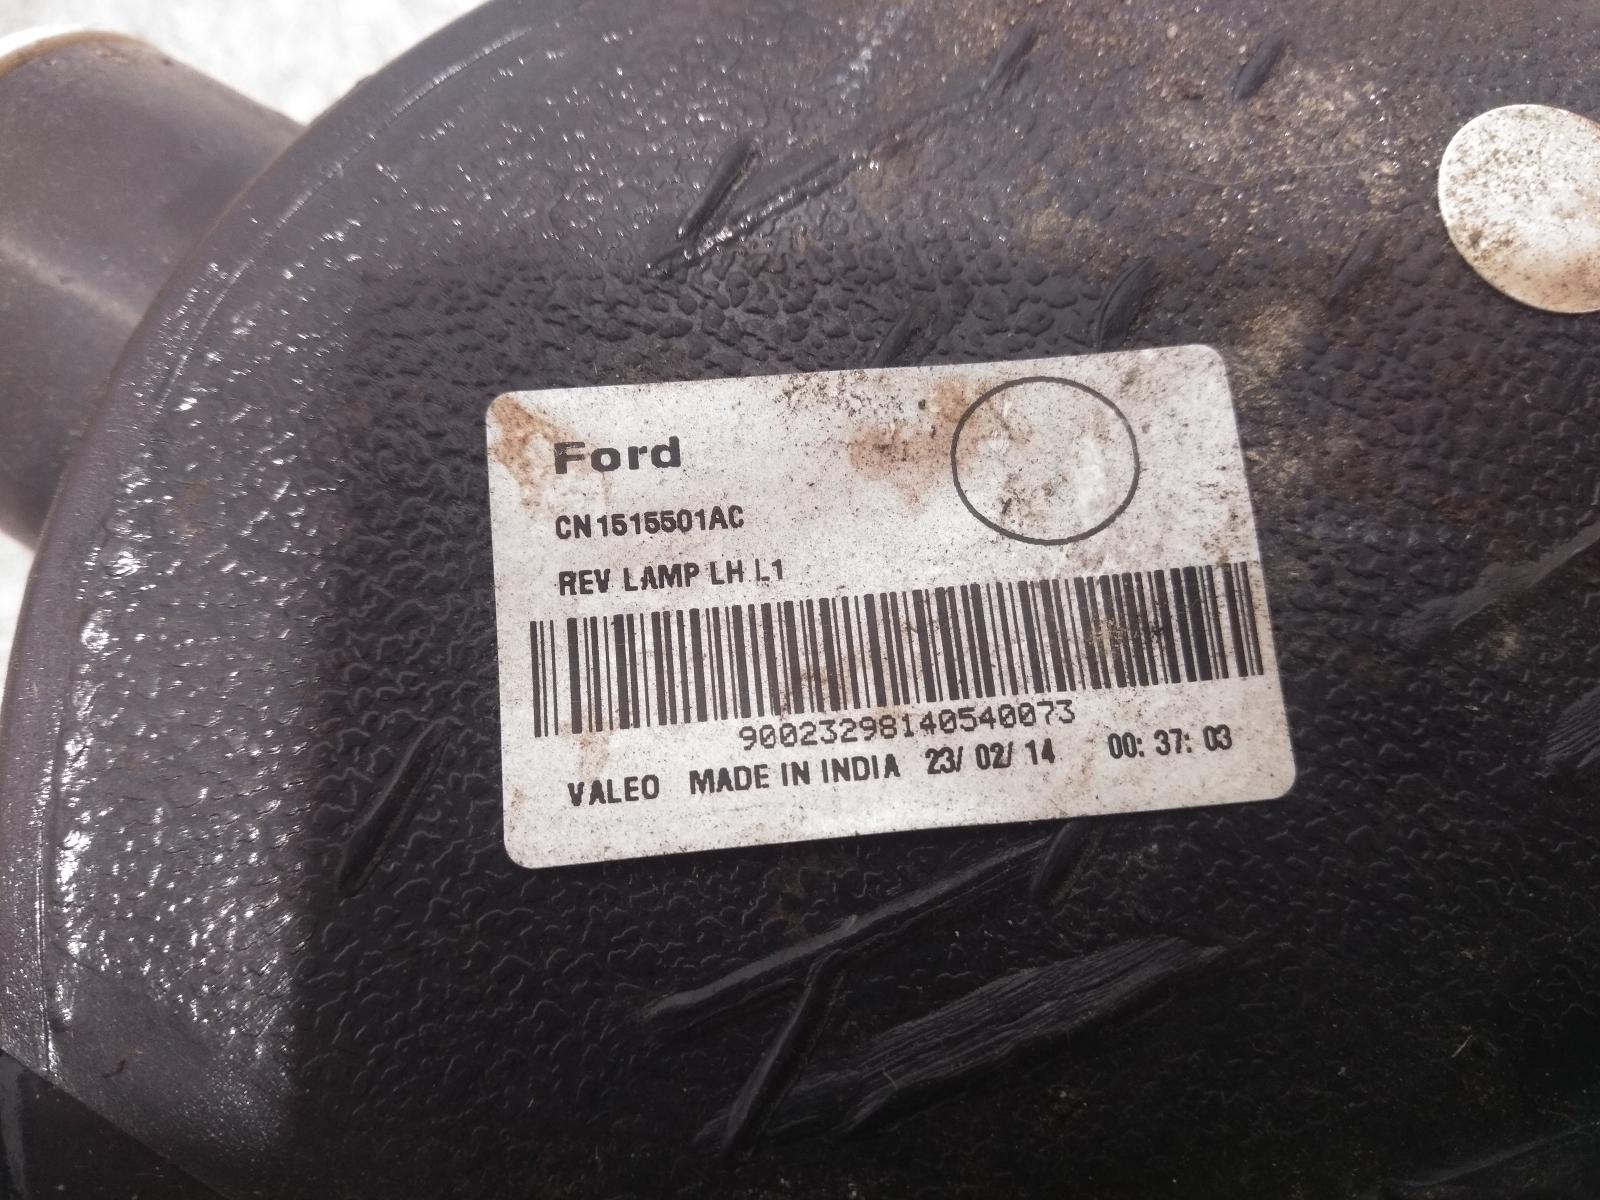 Ford
CN1515501AC
REV LAMP LH L1
90023298140540073
VALEO MADE IN INDIA 23/ 02/ 14 00: 37: 03